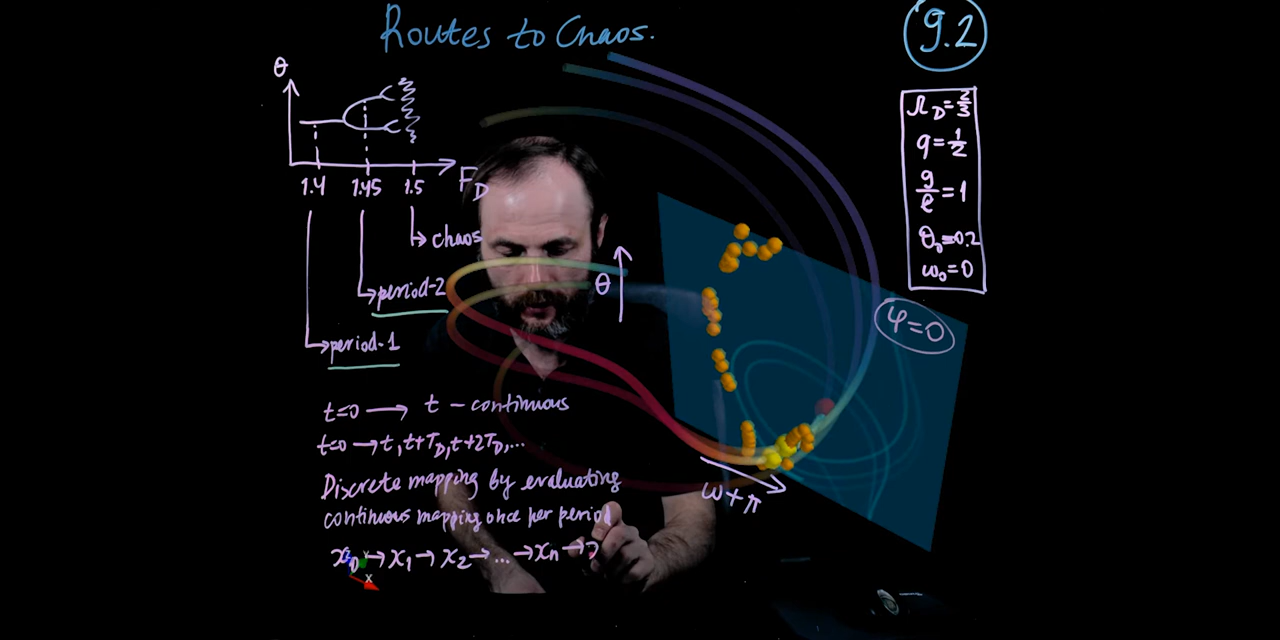 Routes to Chaos.
9.2
θ
1.4 1.45 1.5 F_D
chaos
period-2
period-1
t=0 → t - continuous
t=0 → t, t+T_D, t+2T_D, ...
Discrete mapping by evaluating
continuous mapping once per period
x_0 → x_1 → x_2 → ... → x_n →
Y
X
θ
ω+π
Ω_D=2/3
q=1/2
g/ℓ=1
θ_0=0.2
ω_0=0
φ=0